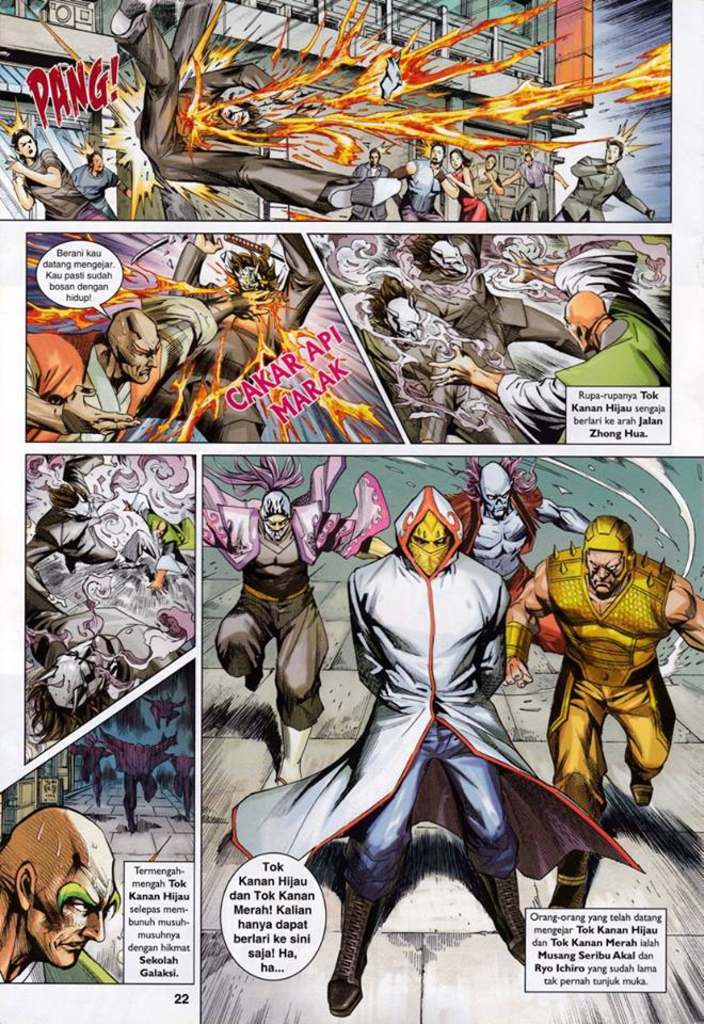 PANG!
Berani kau
datang mengejar.
Kau pasti sudah
bosan dengan
hidup!
CAKAR API
MARAK
Rupa-rupanya Tok
Kanan Hijau sengaja
berlari ke arah Jalan
Zhong Hua.
Termengah-
mengah Tok
Kanan Hijau
selepas mem-
bunuh musuh-
musuhnya
dengan hikmat
Sekolah
Galaksi.
Tok
Kanan Hijau
dan Tok Kanan
Merah! Kalian
hanya dapat
berlari ke sini
saja! Ha,
ha...
Orang-orang yang telah datang
mengejar Tok Kanan Hijau
dan Tok Kanan Merah ialah
Musang Seribu Akal dan
Ryo Ichiro yang sudah lama
tak pernah tunjuk muka.
22